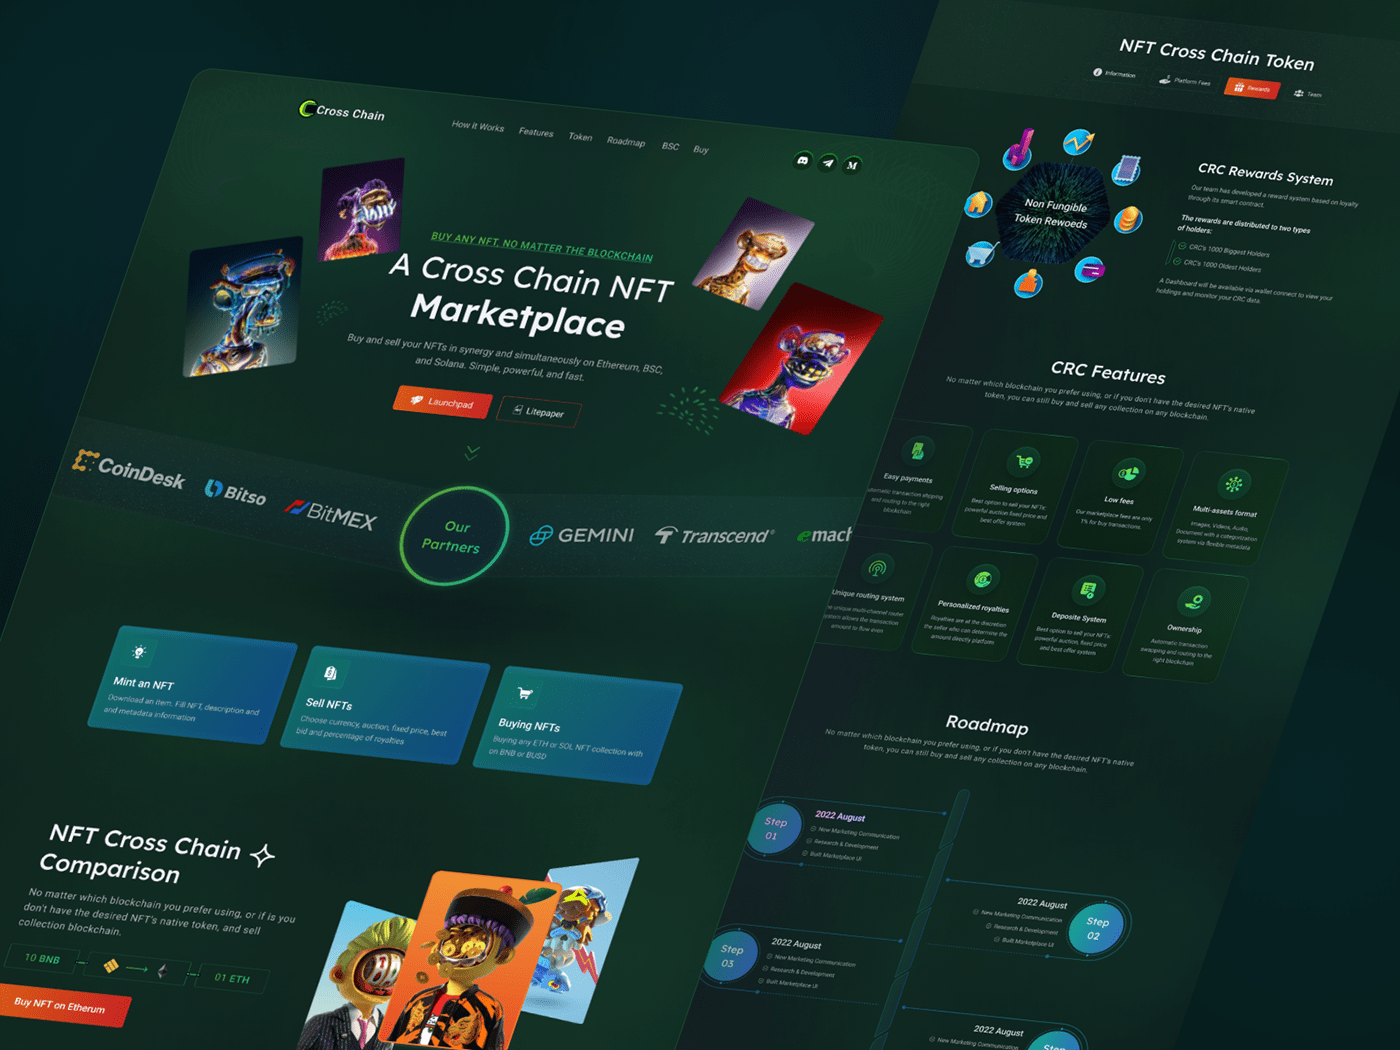 Cross Chain
How It Works
Features
Token
Roadmap
BSC
Buy
BUY ANY NFT, NO MATTER THE BLOCKCHAIN
A Cross Chain NFT
Marketplace
Buy and sell your NFTs in synergy and simultaneously on Ethereum, BSC,
and Solana. Simple, powerful, and fast.
Launchpad
Litepaper
CoinDesk
Bitso
BitMEX
Our
Partners
GEMINI
Transcend®
emach
Mint an NFT
Download an item. Fill NFT, description and
and metadata information
Sell NFTs
Choose currency, auction, fixed price, best
bid and percentage of royalties
Buying NFTs
Buying any ETH or SOL NFT collection with
on BNB or BUSD
NFT Cross Chain
Comparison
No matter which blockchain you prefer using, or if is you
don't have the desired NFT's native token, and sell
collection blockchain.
10 BNB
01 ETH
Buy NFT on Etherum
NFT Cross Chain Token
Information
Platform Fees
Rewards
Team
Non Fungible
Token Rewoeds
CRC Rewards System
Our team has developed a reward system based on loyalty
through its smart contract.
The rewards are distributed to two types
of holders:
CRC's 1000 Biggest Holders
CRC's 1000 Oldest Holders
A Dashboard will be available via wallet connect to view your
holdings and monitor your CRC data.
CRC Features
No matter which blockchain you prefer using, or if you don't have the desired NFT's native
token, you can still buy and sell any collection on any blockchain.
Easy payments
utomatic transaction shipping
and routing to the right
blockchain
Selling options
Best option to sell your NFTs:
powerful auction fixed price and
best offer system
Low fees
Our marketplace fees are only
1% for buy transactions.
Multi-assets format
Images, Videos, Audio,
Document with a categorization
system via flexible metadata
Unique routing system
e unique multi-channel router
system allows the transaction
amount to flow even
Personalized royalties
Royalties are at the discretion
the seller who can determine the
amount directly platform
Deposite System
Best option to sell your NFTs:
powerful auction, fixed price
and best offer system
Ownership
Automatic transaction
swapping and routing to the
right blockchain
Roadmap
No matter which blockchain you prefer using, or if you don't have the desired NFT's native
token, you can still buy and sell any collection on any blockchain.
Step
01
2022 August
New Marketing Communication
Research & Development
Built Marketplace UI
2022 August
New Marketing Communication
Research & Development
Built Marketplace UI
Step
02
Step
03
2022 August
New Marketing Communication
Research & Development
Built Marketplace UI
2022 August
New Marketing Communication
Step